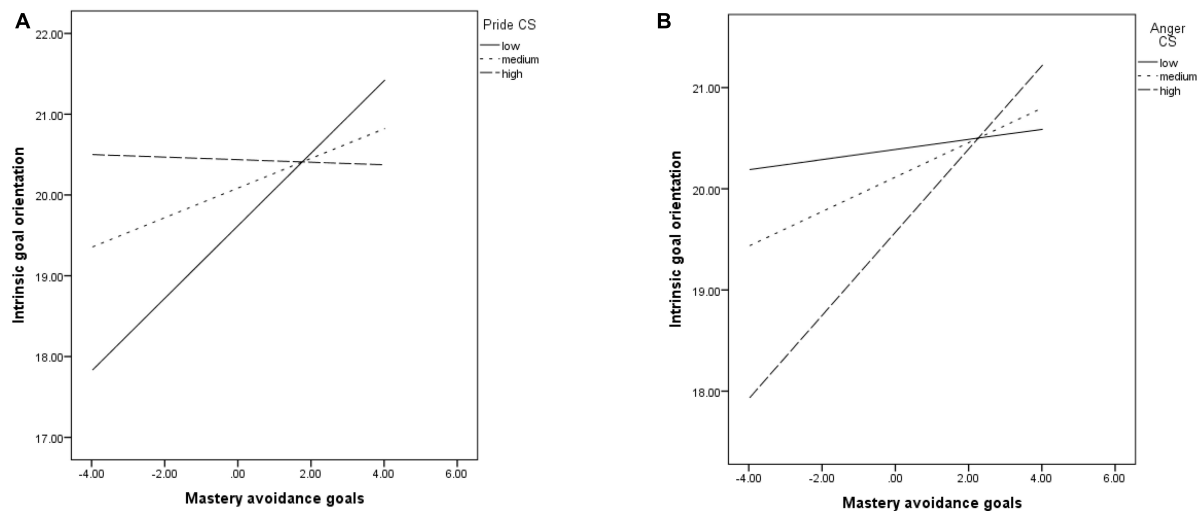 A
Pride CS
low
medium
high
22.00
21.00
20.00
19.00
18.00
17.00
Intrinsic goal orientation
-4.00
-2.00
.00
2.00
4.00
6.00
Mastery avoidance goals
B
Anger
CS
low
medium
high
21.00
20.00
19.00
18.00
Intrinsic goal orientation
-4.00
-2.00
.00
2.00
4.00
6.00
Mastery avoidance goals